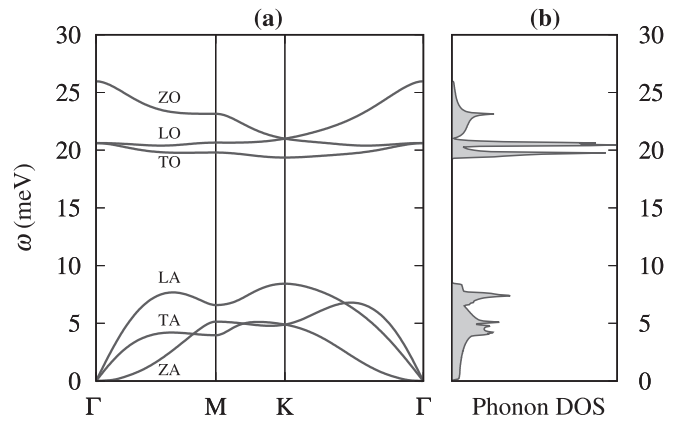 (a) (b)
30 30
25 25
20 20
15 15
10 10
5 5
0 0
ω (meV)
ZO
LO
TO
LA
TA
ZA
Γ M K Γ
Phonon DOS